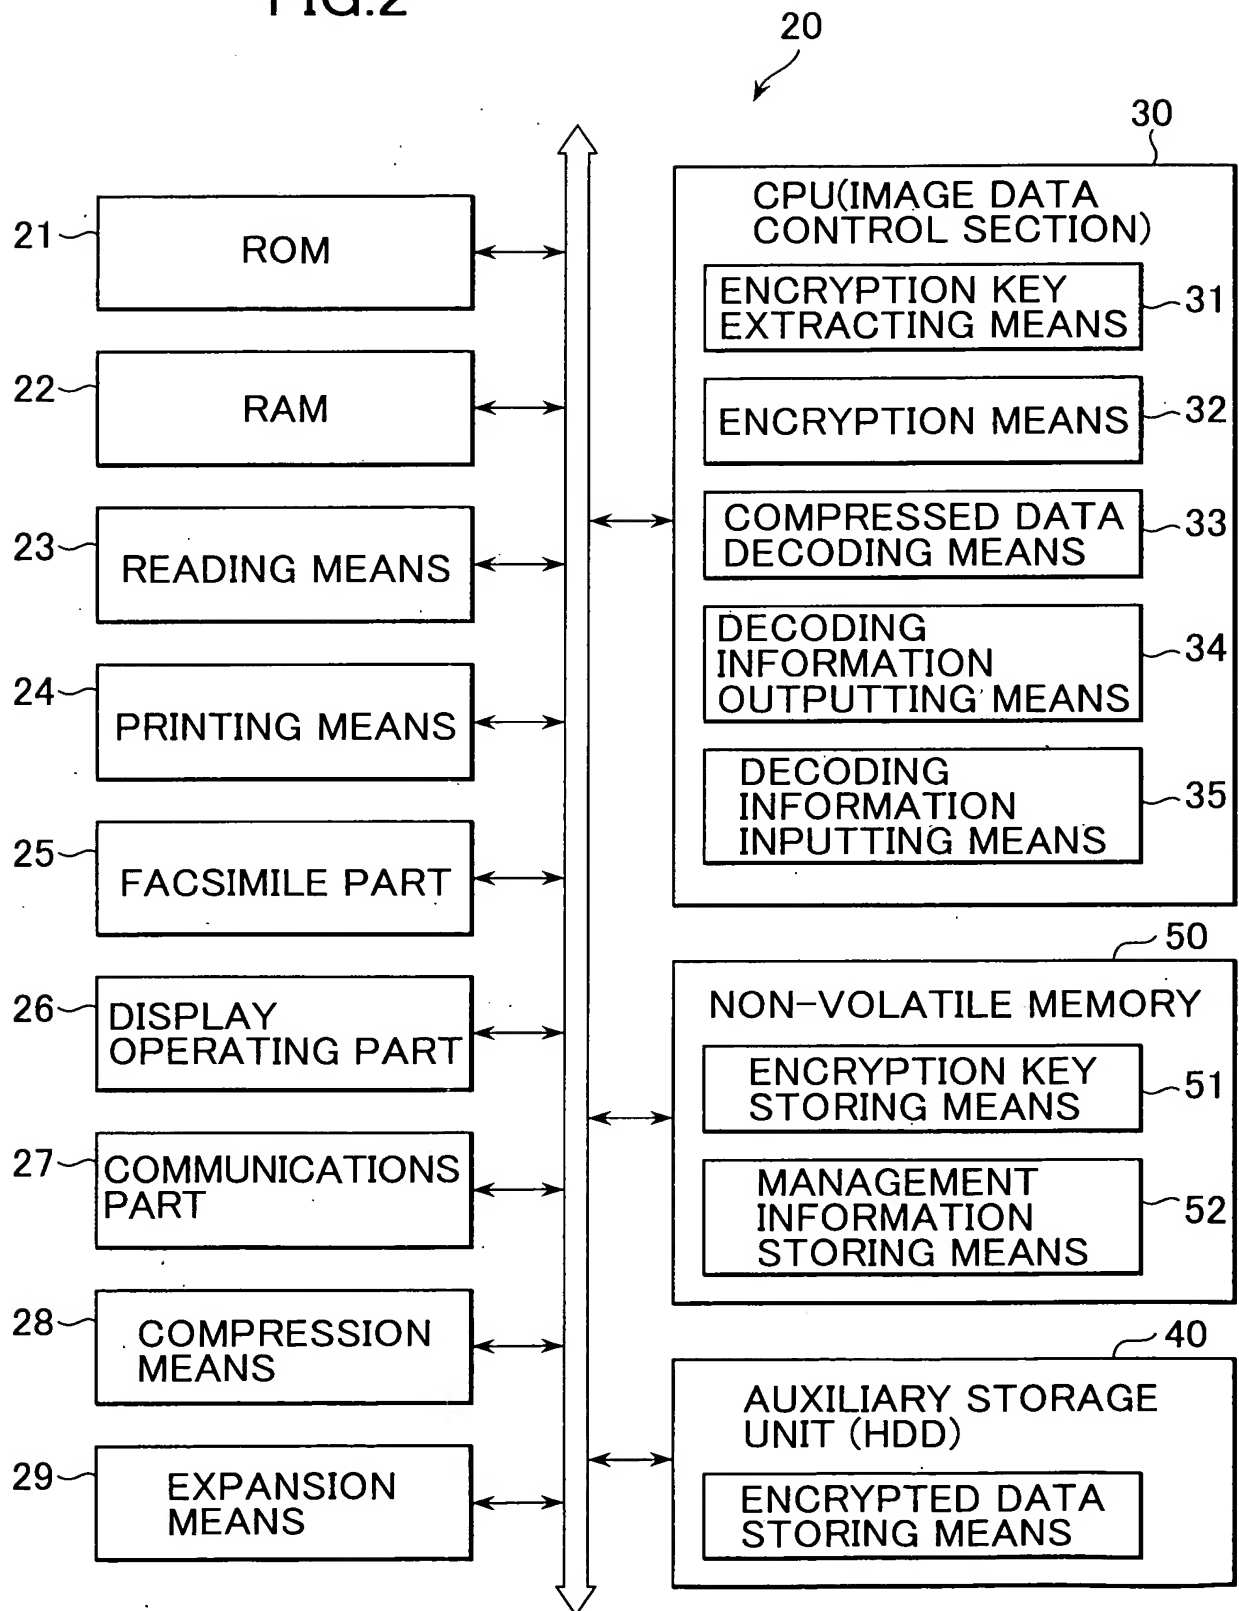 FIG.2
20
21
ROM
22
RAM
23
READING MEANS
24
PRINTING MEANS
25
FACSIMILE PART
26
DISPLAY
OPERATING PART
27
COMMUNICATIONS
PART
28
COMPRESSION
MEANS
29
EXPANSION
MEANS
30
CPU(IMAGE DATA
CONTROL SECTION)
ENCRYPTION KEY
EXTRACTING MEANS
31
ENCRYPTION MEANS
32
COMPRESSED DATA
DECODING MEANS
33
DECODING
INFORMATION
OUTPUTTING MEANS
34
DECODING
INFORMATION
INPUTTING MEANS
35
50
NON-VOLATILE MEMORY
ENCRYPTION KEY
STORING MEANS
51
MANAGEMENT
INFORMATION
STORING MEANS
52
40
AUXILIARY STORAGE
UNIT (HDD)
ENCRYPTED DATA
STORING MEANS